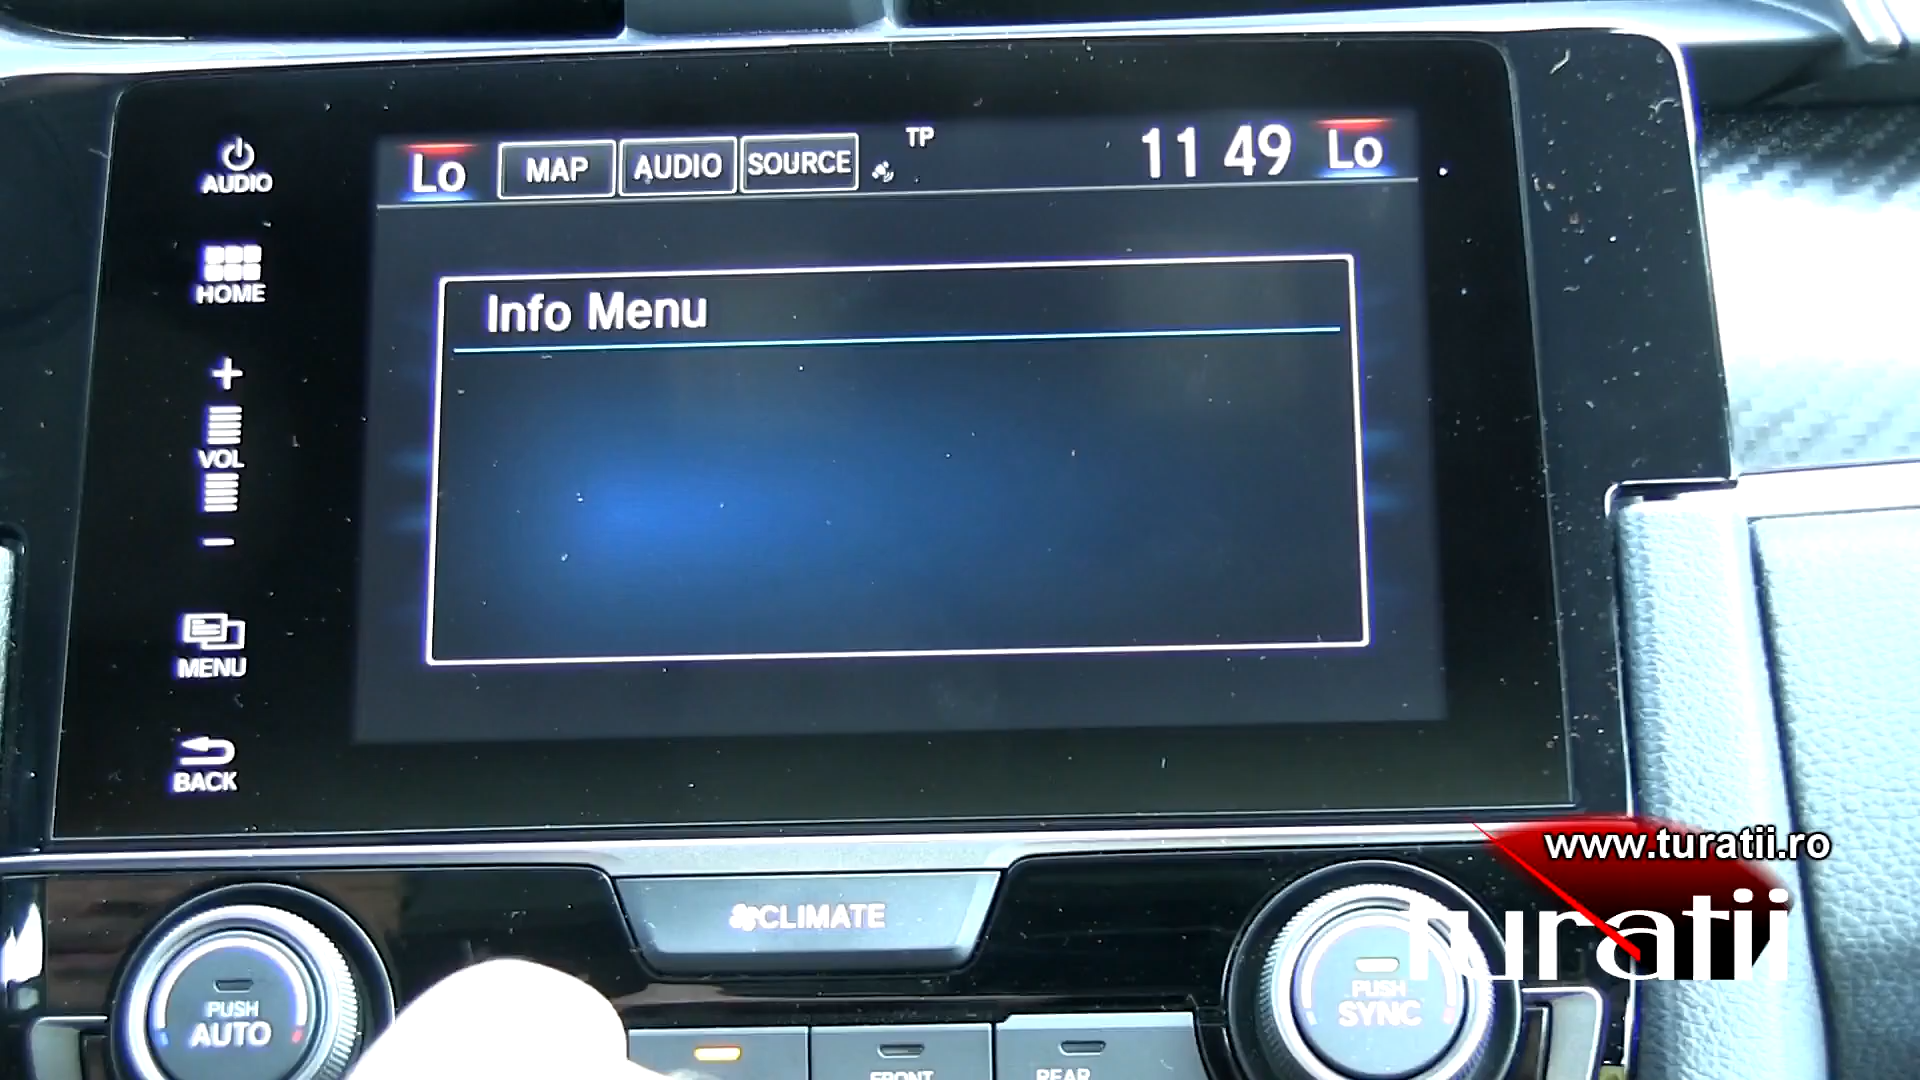 AUDIO
HOME
+
VOL
−
MENU
BACK
Lo MAP AUDIO SOURCE TP 11 49 Lo
Info Menu
CLIMATE
PUSH
AUTO
PUSH
SYNC
FRONT
REAR
www.turatii.ro
turatii